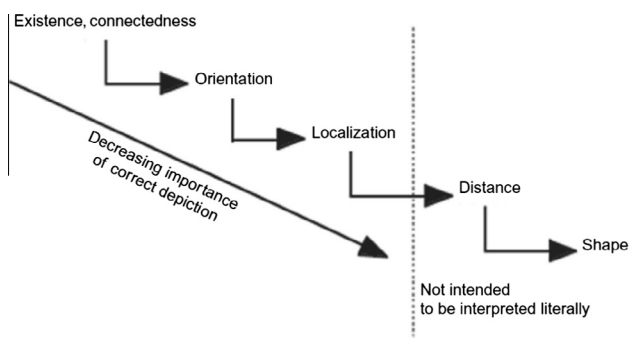 Existence, connectedness
Orientation
Localization
Distance
Shape
Decreasing importance
of correct depiction
Not intended
to be interpreted literally